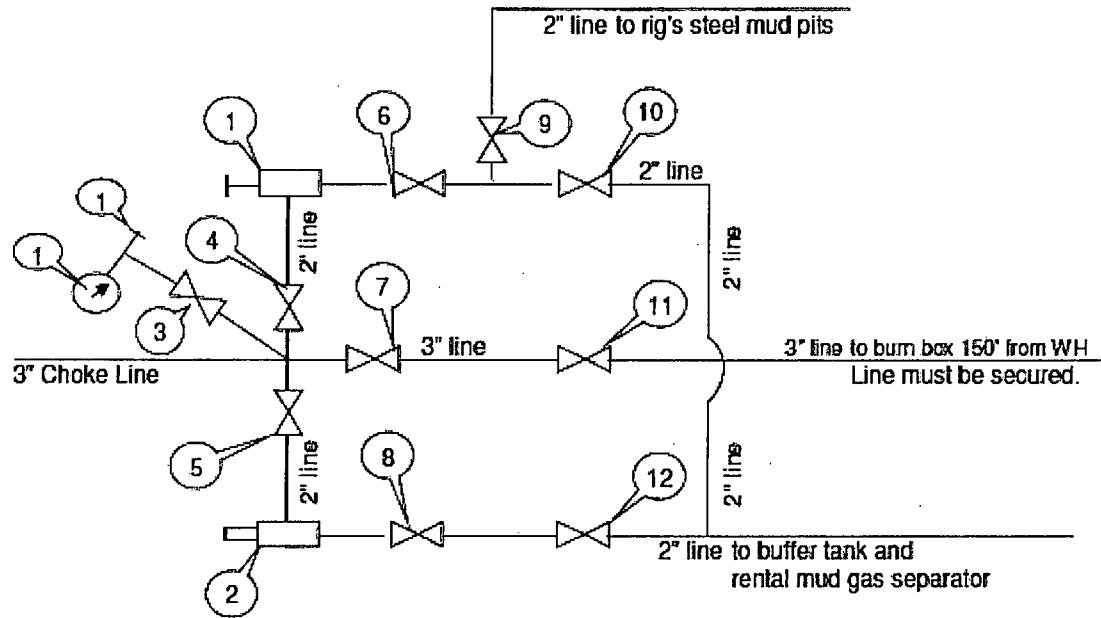 2" line to rig's steel mud pits
1
6
9
10
2" line
1
1
4
2" line
2" line
7
11
3
3" line
3" line to burn box 150' from WH
3" Choke Line
Line must be secured.
5
8
12
2" line
2" line
2" line to buffer tank and
rental mud gas separator
2